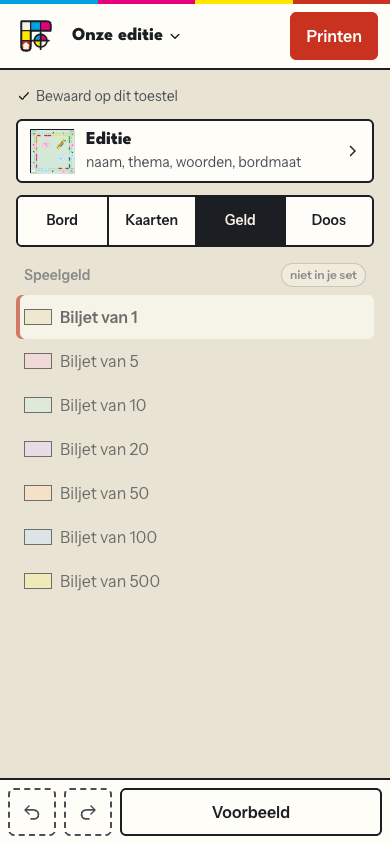 Onze editie
Printen
Bewaard op dit toestel
Editie
naam, thema, woorden, bordmaat
Bord
Kaarten
Geld
Doos
Speelgeld
niet in je set
Biljet van 1
Biljet van 5
Biljet van 10
Biljet van 20
Biljet van 50
Biljet van 100
Biljet van 500
Voorbeeld